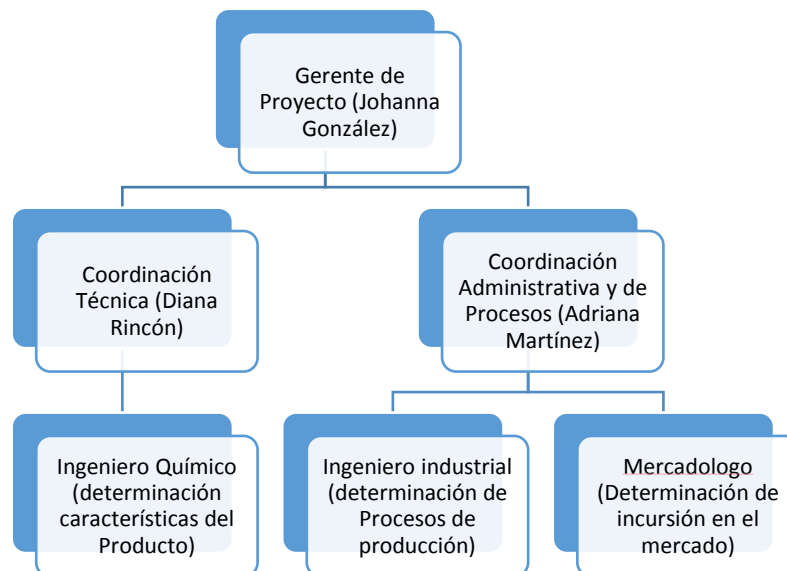 Gerente de
Proyecto (Johanna
González)
Coordinación
Técnica (Diana
Rincón)
Coordinación
Administrativa y de
Procesos (Adriana
Martínez)
Ingeniero Químico
(determinación
características del
Producto)
Ingeniero industrial
(determinación de
Procesos de
producción)
Mercadologo
(Determinación de
incursión en el
mercado)